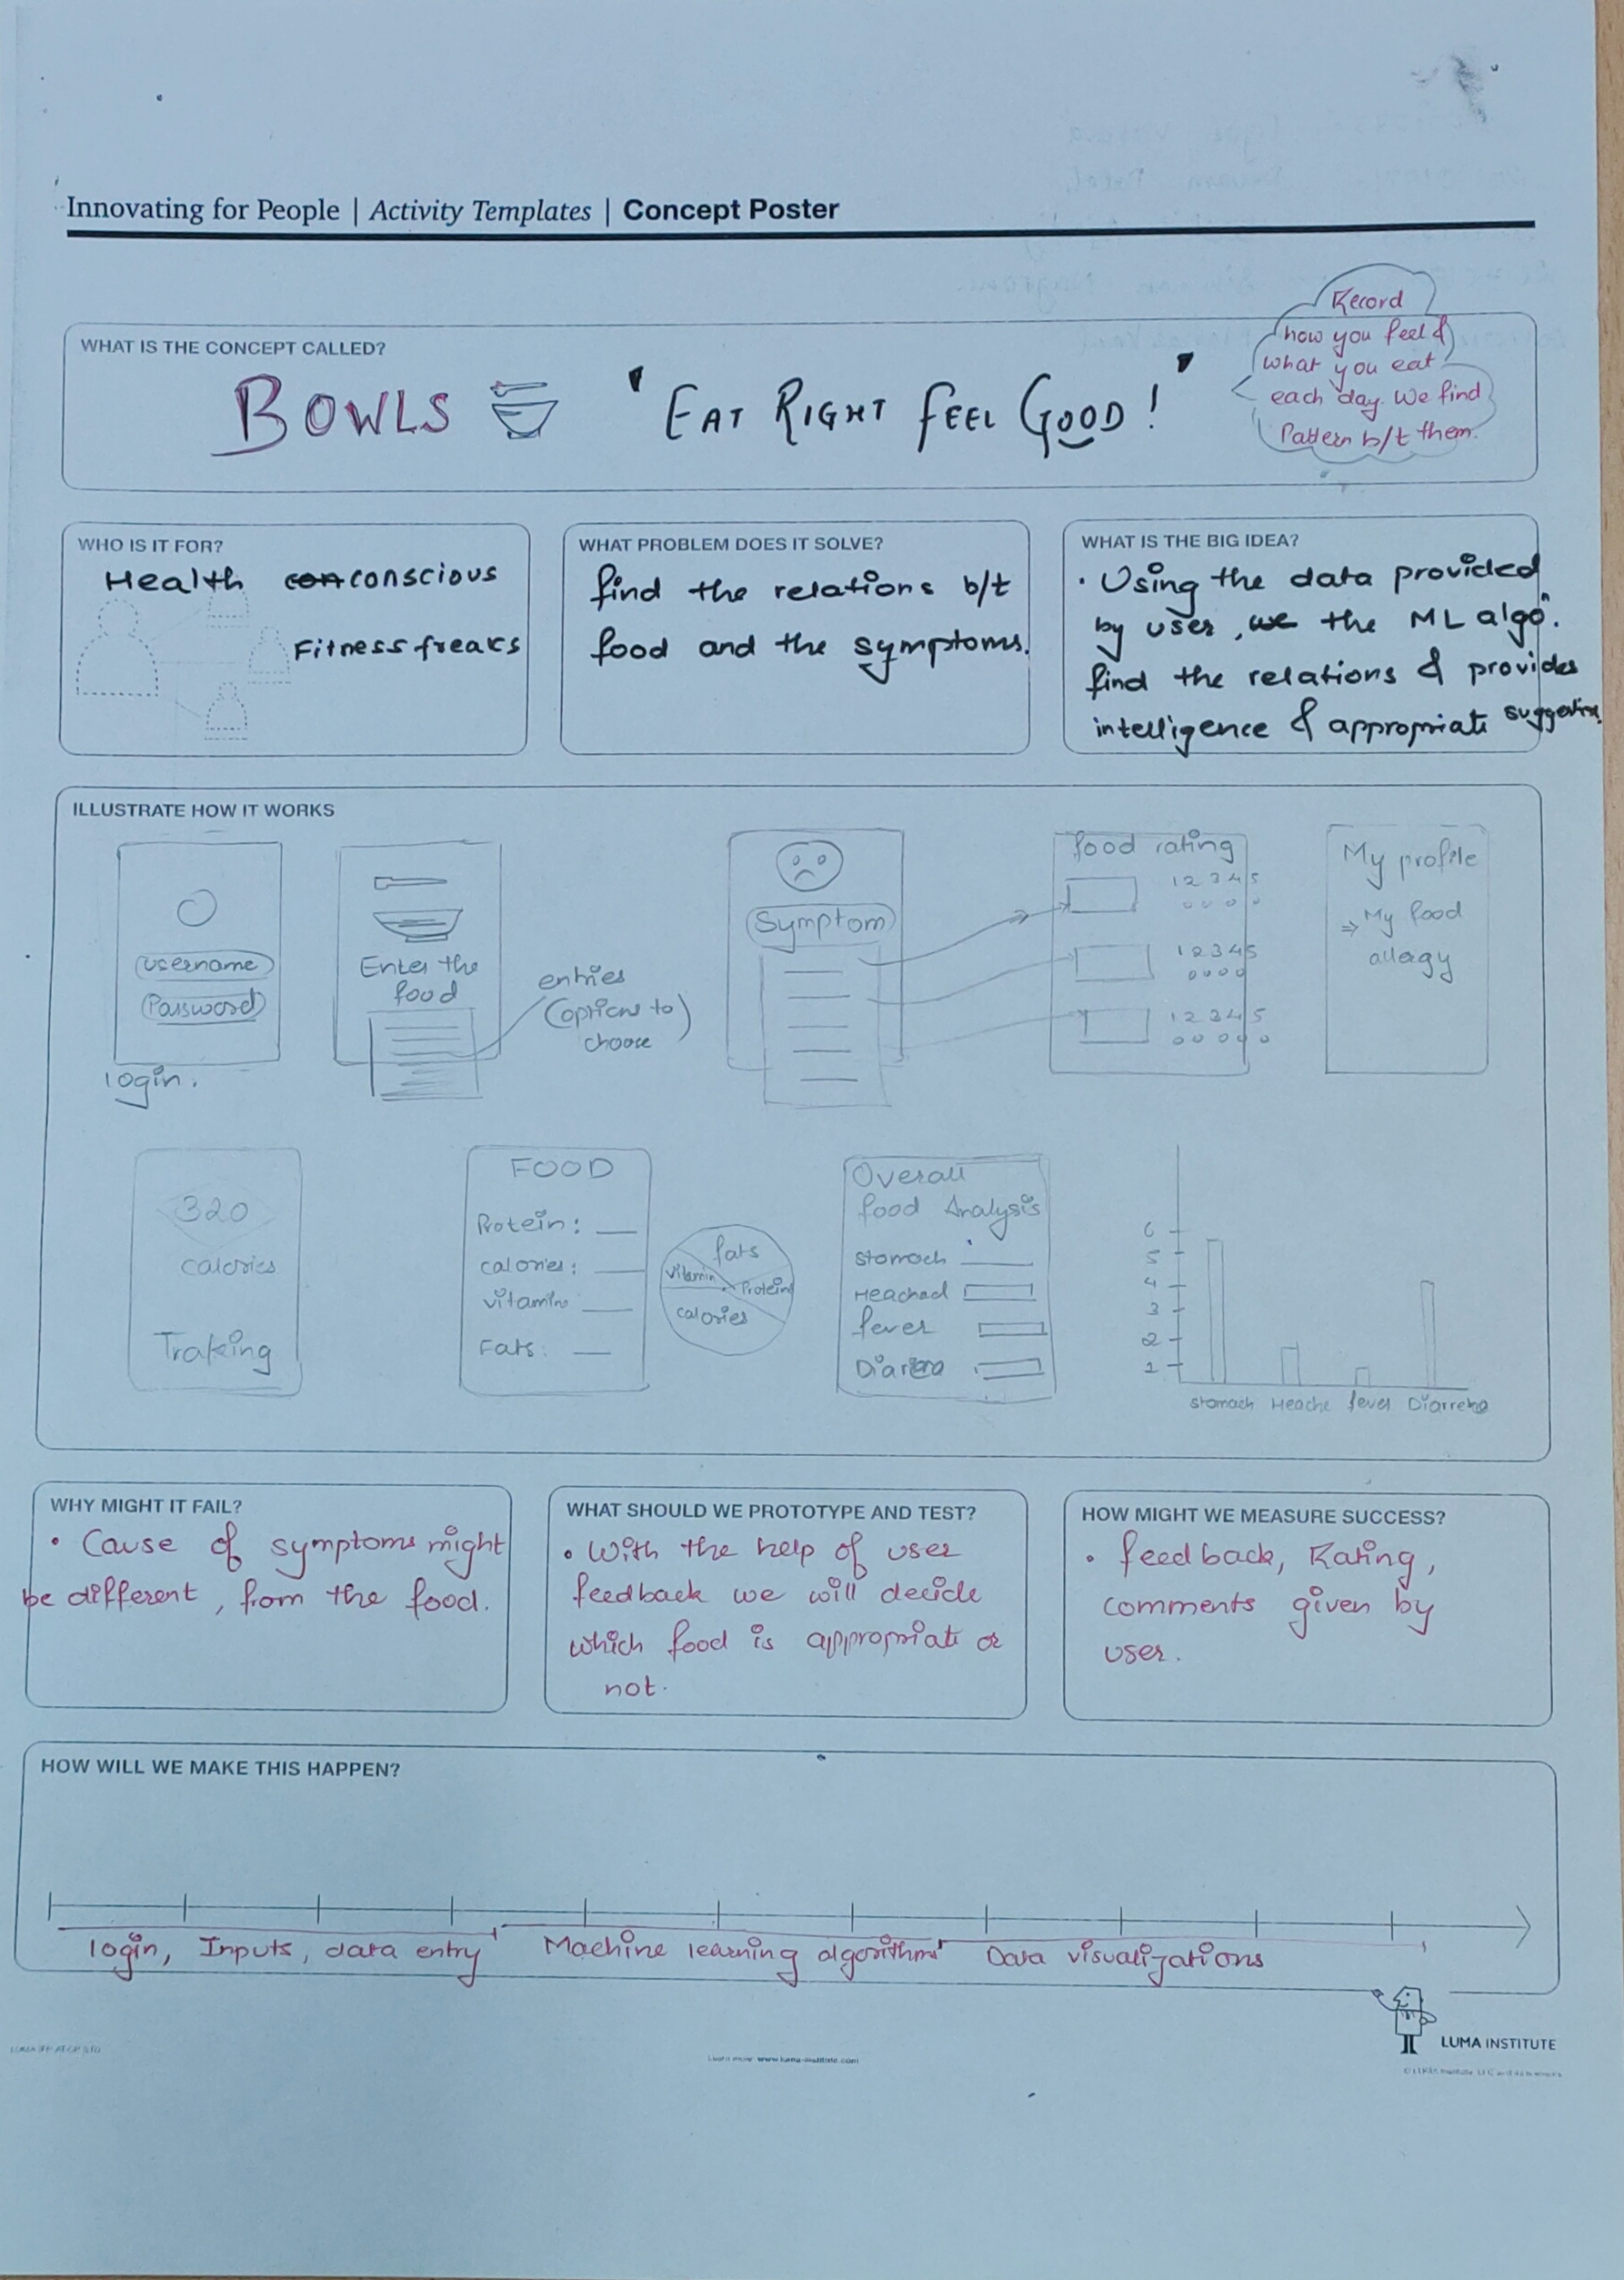 Innovating for People | Activity Templates | Concept Poster
WHAT IS THE CONCEPT CALLED?
BOWLS 'EAT RIGHT FEEL GOOD!'
Record
how you feel &
what you eat
each day. We find
Pattern b/t them.
WHO IS IT FOR?
Health conscious
Fitness freaks
WHAT PROBLEM DOES IT SOLVE?
find the relations b/t
food and the symptoms.
WHAT IS THE BIG IDEA?
• Using the data provided
by user, we the ML algo.
find the relations & provides
intelligence & appropriate
ILLUSTRATE HOW IT WORKS
username
Password
login.
Enter the
food
entries
(options to)
choose
Symptom
food rating
1 2 3 4 5
1 2 3 4 5
1 2 3 4 5
My profile
⇒ My food
allergy
320
calories
Traking
FOOD
Protein:
calories:
vitamins
Fats:
fats
vitamin
Protein
calories
Overall
food Analysis
stomach
Heached
fever
Diarrea
6
5
4
3
2
1
stomach Heache fever Diarreha
WHY MIGHT IT FAIL?
• Cause of symptoms might
be different, from the food.
WHAT SHOULD WE PROTOTYPE AND TEST?
• With the help of user
feedback we will decide
which food is appropriate or
not.
HOW MIGHT WE MEASURE SUCCESS?
• feedback, Rating,
comments given by
user.
HOW WILL WE MAKE THIS HAPPEN?
login, Inputs, data entry Machine learning algorithms Data visualizations
LUMA INSTITUTE
Learn more: www.luma-institute.com